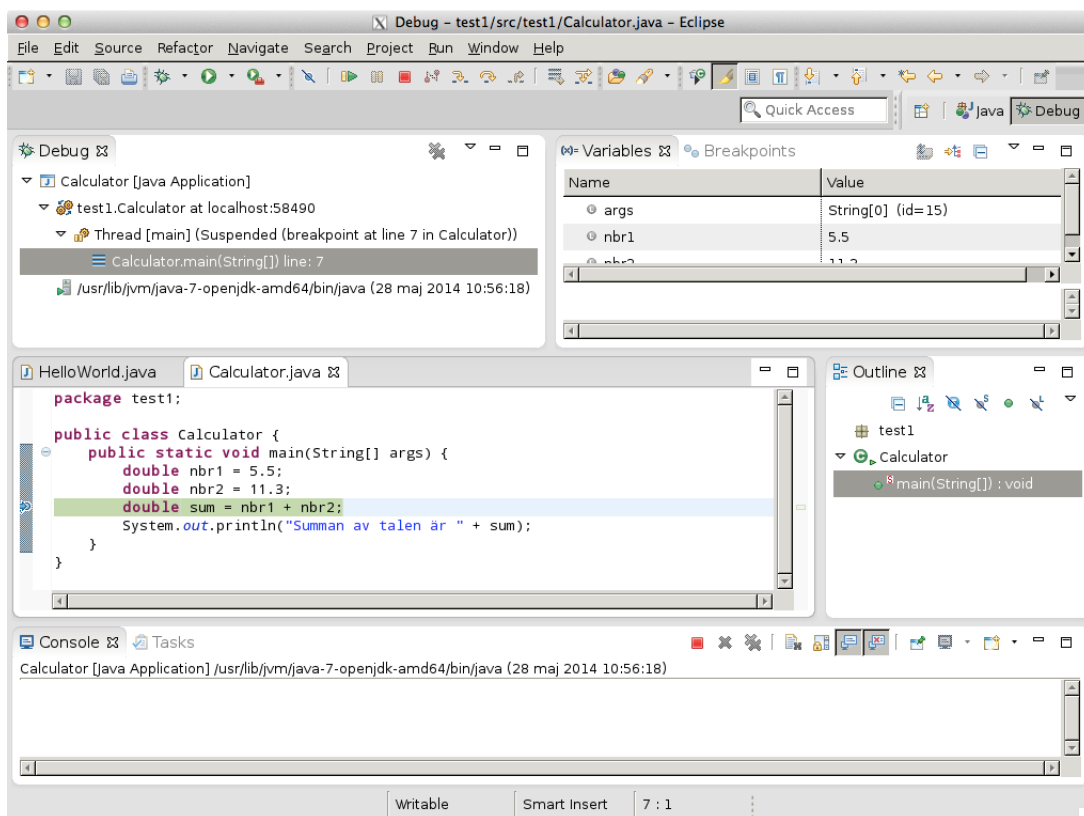 Debug – test1/src/test1/Calculator.java – Eclipse
File Edit Source Refactor Navigate Search Project Run Window Help
Quick Access
Java
Debug
Debug
Calculator [Java Application]
test1.Calculator at localhost:58490
Thread [main] (Suspended (breakpoint at line 7 in Calculator))
Calculator.main(String[]) line: 7
/usr/lib/jvm/java-7-openjdk-amd64/bin/java (28 maj 2014 10:56:18)
Variables Breakpoints
Name Value
args String[0] (id=15)
nbr1 5.5
nbr2 11.3
HelloWorld.java Calculator.java
package test1;
public class Calculator {
public static void main(String[] args) {
double nbr1 = 5.5;
double nbr2 = 11.3;
double sum = nbr1 + nbr2;
System.out.println("Summan av talen är " + sum);
}
}
Outline
test1
Calculator
main(String[]) : void
Console Tasks
Calculator [Java Application] /usr/lib/jvm/java-7-openjdk-amd64/bin/java (28 maj 2014 10:56:18)
Writable Smart Insert 7 : 1